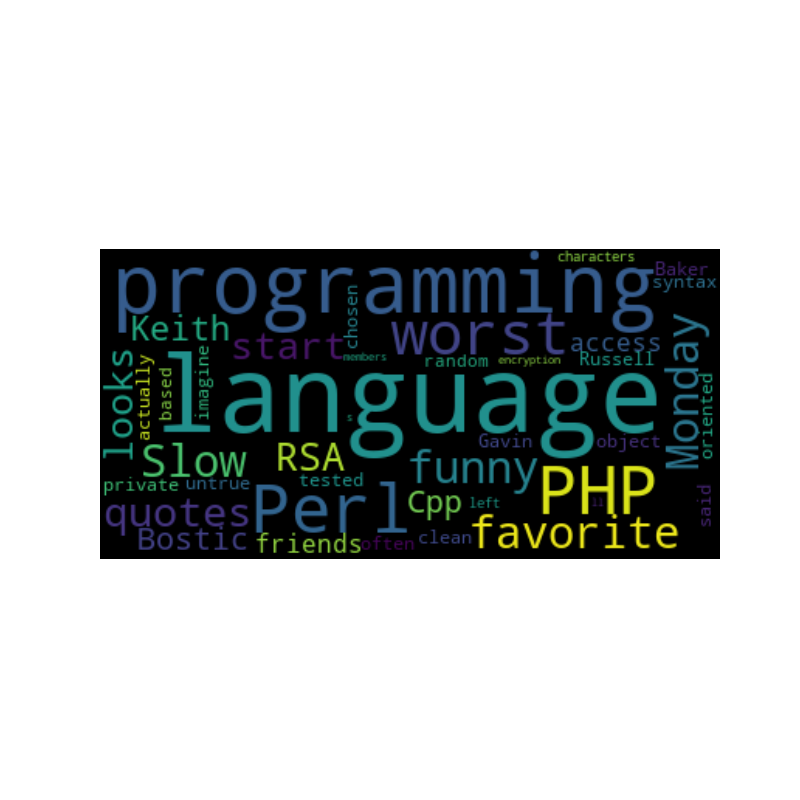 characters
programming
Baker
syntax
chosen
Keith
worst
start
access
Monday
members
random
encryption
Russell
looks
actually
based
imagine
language
oriented
s
Gavin
object
Slow
RSA
funny
PHP
private
untrue
tested
Perl
Cpp
left
11
said
quotes
favorite
Bostic
friends
often
clean